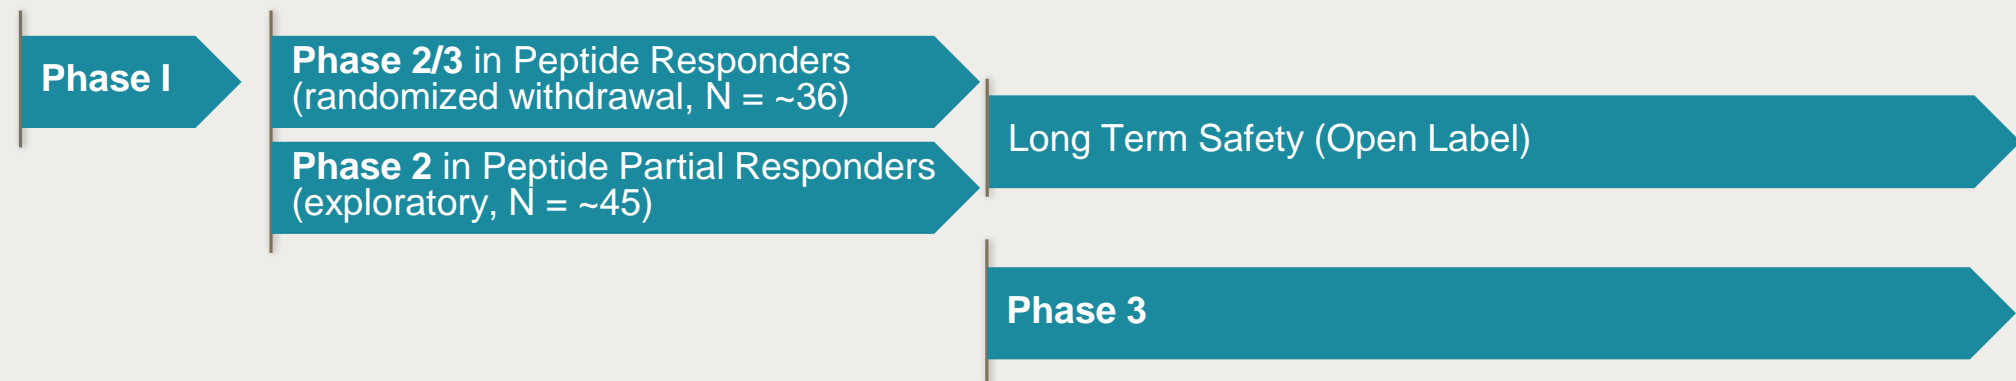 Phase I
Phase 2/3 in Peptide Responders
(randomized withdrawal, N = ~36)
Phase 2 in Peptide Partial Responders
(exploratory, N = ~45)
Long Term Safety (Open Label)
Phase 3